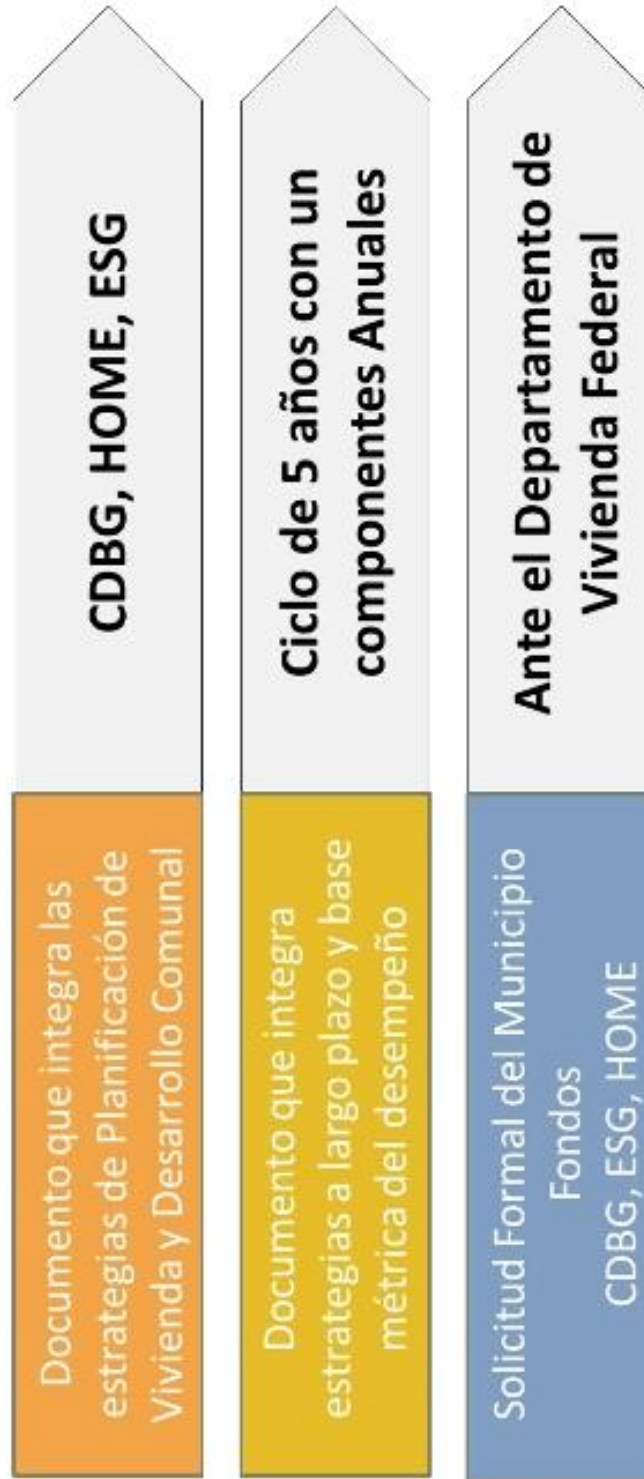 Documento que integra las
estrategias de Planificación de
Vivienda y Desarrollo Comunal
CDBG, HOME, ESG
Documento que integra
estrategias a largo plazo y base
métrica del desempeño
Ciclo de 5 años con un
componentes Anuales
Solicitud Formal del Municipio
Fondos
CDBG, ESG, HOME
Ante el Departamento de
Vivienda Federal